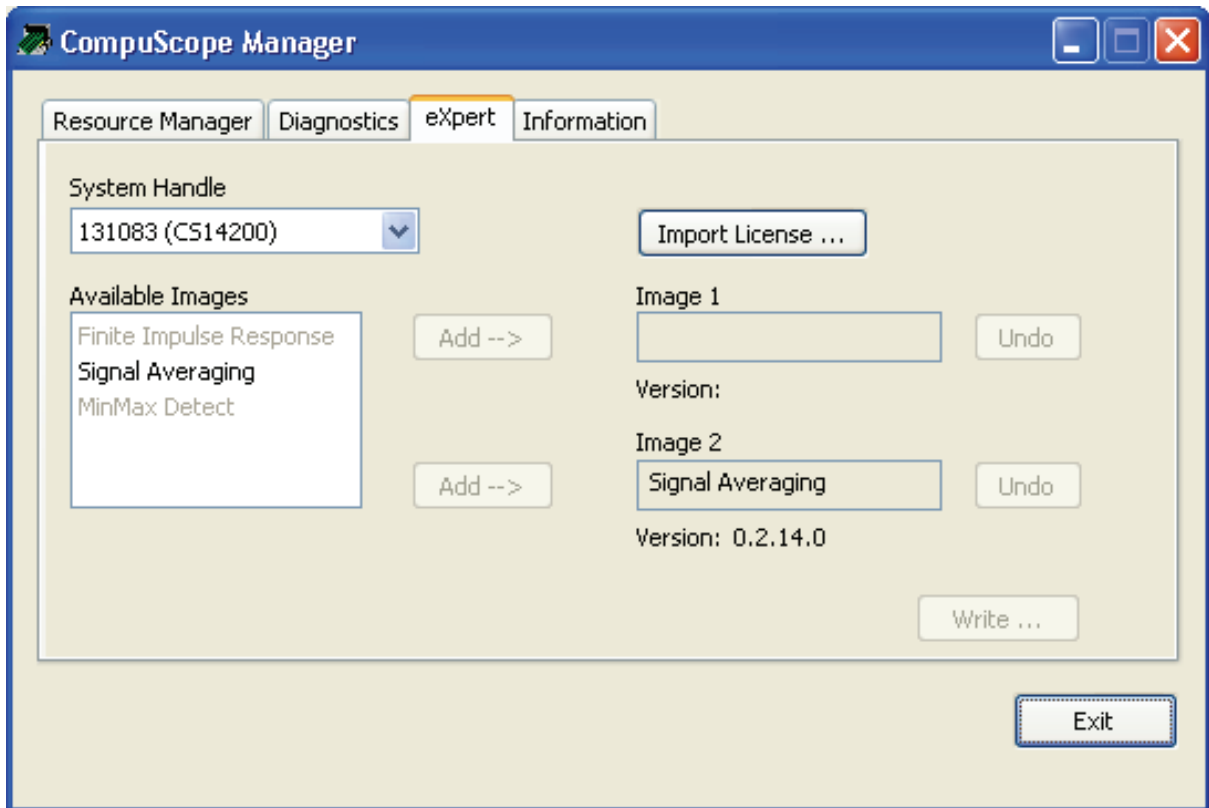 CompuScope Manager
Resource Manager
Diagnostics
eXpert
Information
System Handle
131083 (CS14200)
Import License ...
Available Images
Finite Impulse Response
Signal Averaging
MinMax Detect
Add -->
Add -->
Image 1
Undo
Version:
Image 2
Signal Averaging
Undo
Version: 0.2.14.0
Write ...
Exit